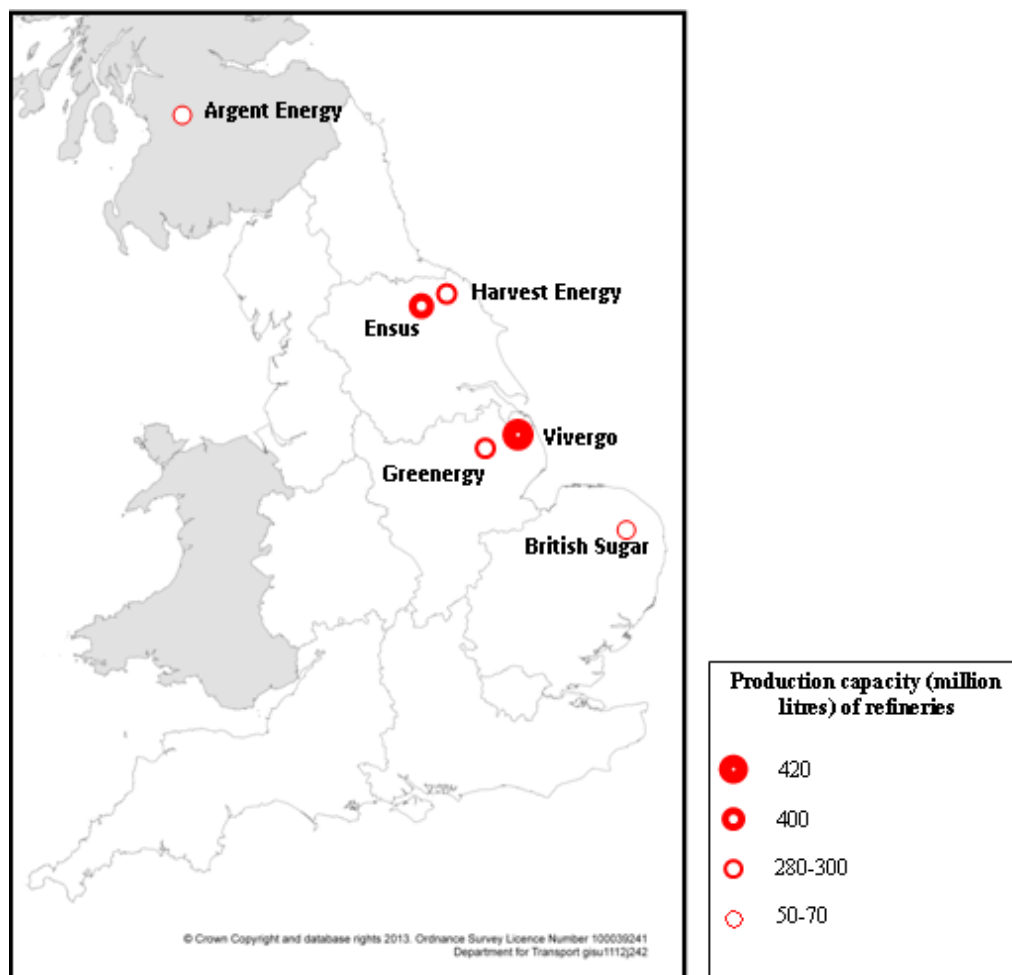 Argent Energy
Harvest Energy
Ensus
Vivergo
Greenergy
British Sugar
Production capacity (million
litres) of refineries
420
400
280-300
50-70
© Crown Copyright and database rights 2013. Ordnance Survey Licence Number 100039241
Department for Transport gisu1112j242